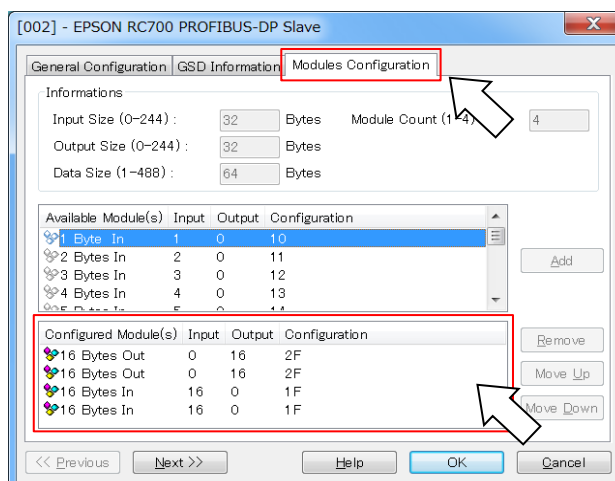 [002] - EPSON RC700 PROFIBUS-DP Slave
General Configuration GSD Information Modules Configuration
Informations
Input Size (0-244) : 32 Bytes Module Count (1-4) 4
Output Size (0-244) : 32 Bytes
Data Size (1-488) : 64 Bytes
Available Module(s) Input Output Configuration
1 Byte In 1 0 10
2 Bytes In 2 0 11
3 Bytes In 3 0 12
4 Bytes In 4 0 13
Add
Configured Module(s) Input Output Configuration
16 Bytes Out 0 16 2F
16 Bytes Out 0 16 2F
16 Bytes In 16 0 1F
16 Bytes In 16 0 1F
Remove
Move Up
Move Down
<< Previous Next >> Help OK Cancel